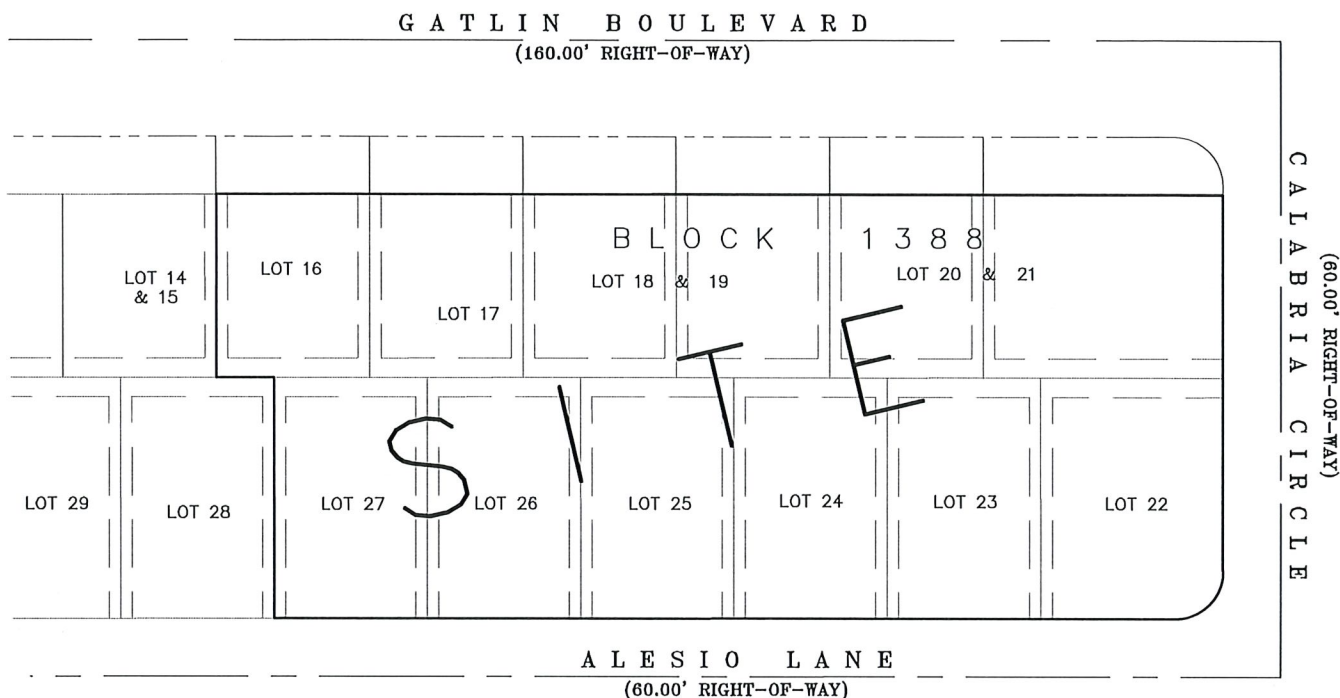 GATLIN BOULEVARD
(160.00' RIGHT-OF-WAY)
CALABRIA CIRCLE
(60.00' RIGHT-OF-WAY)
BLOCK 1388
LOT 14
& 15
LOT 16
LOT 17
LOT 18 & 19
LOT 20 & 21
SITE
LOT 29
LOT 28
LOT 27
LOT 26
LOT 25
LOT 24
LOT 23
LOT 22
ALESIO LANE
(60.00' RIGHT-OF-WAY)